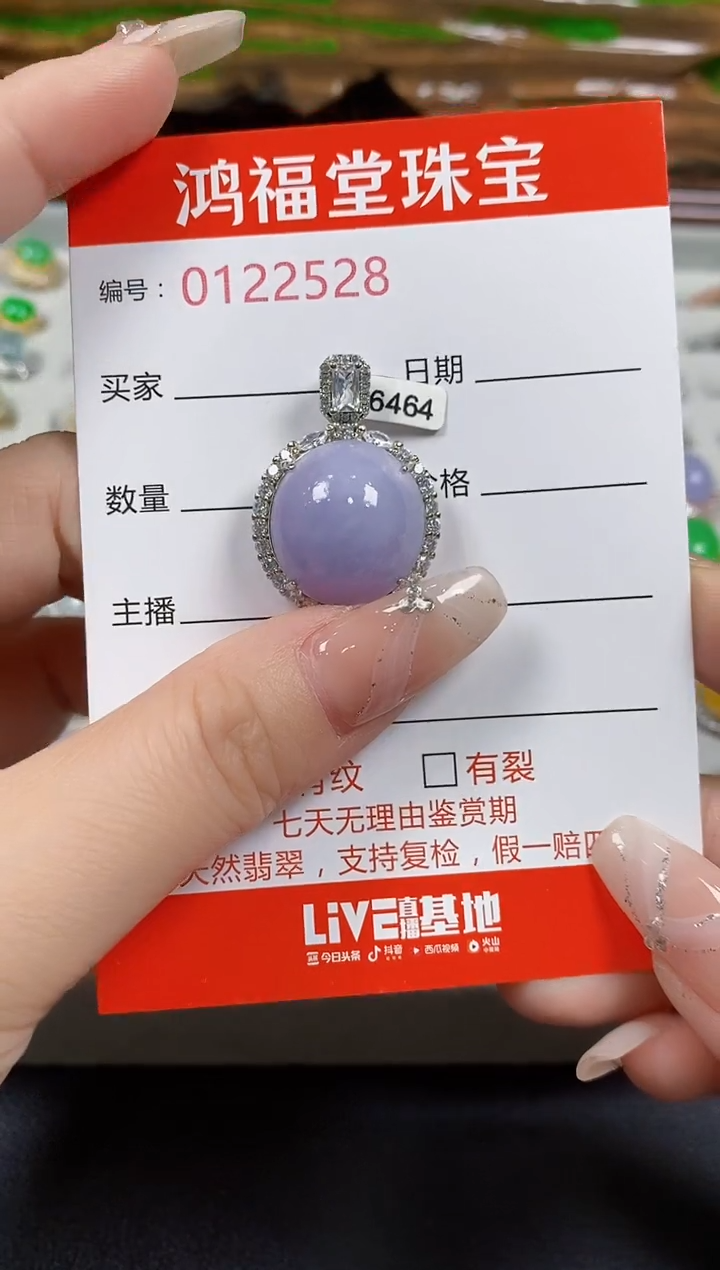 鸿福堂珠宝
编号：0122528
买家 日期
6464
数量 格
主播
有纹 有裂
七天无理由鉴赏期
天然翡翠，支持复检，假一赔
LiVE直播基地
今日头条 抖音 西瓜视频 火山